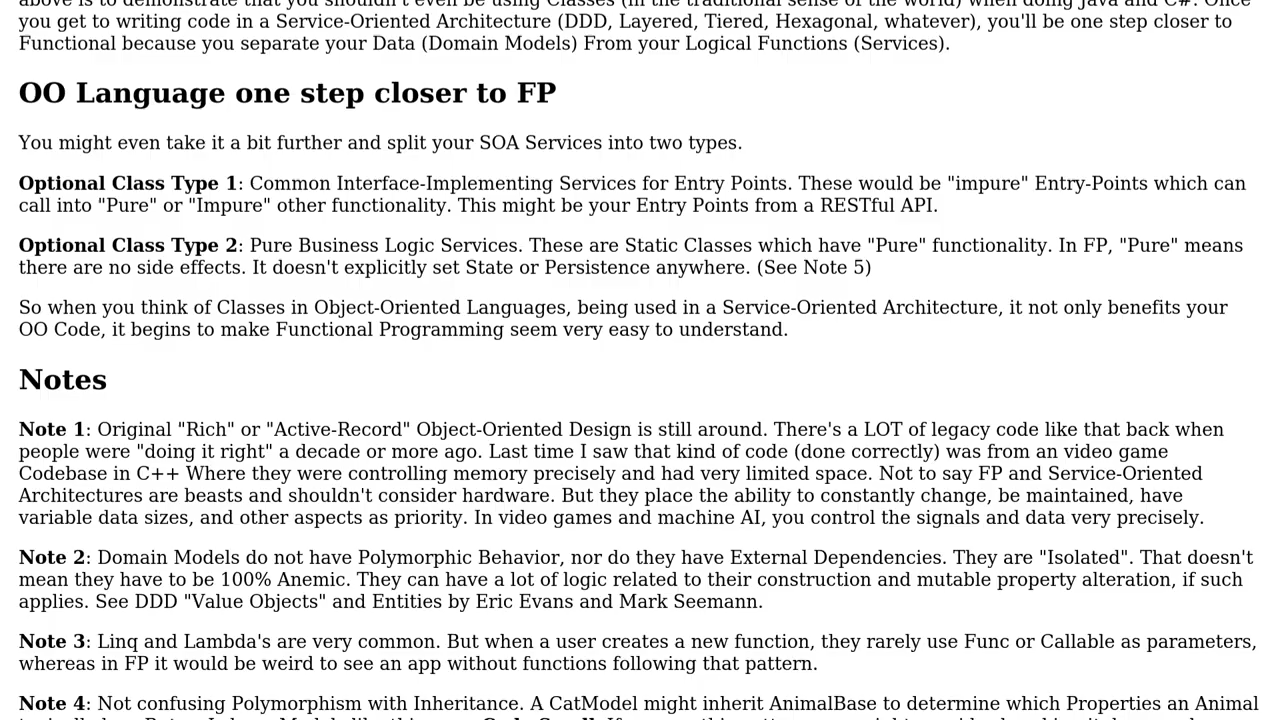 above is to demonstrate that you shouldn't even be using Classes (in the traditional sense of the world) when doing Java and C#. Once
you get to writing code in a Service-Oriented Architecture (DDD, Layered, Tiered, Hexagonal, whatever), you'll be one step closer to
Functional because you separate your Data (Domain Models) From your Logical Functions (Services).
OO Language one step closer to FP
You might even take it a bit further and split your SOA Services into two types.
Optional Class Type 1: Common Interface-Implementing Services for Entry Points. These would be "impure" Entry-Points which can
call into "Pure" or "Impure" other functionality. This might be your Entry Points from a RESTful API.
Optional Class Type 2: Pure Business Logic Services. These are Static Classes which have "Pure" functionality. In FP, "Pure" means
there are no side effects. It doesn't explicitly set State or Persistence anywhere. (See Note 5)
So when you think of Classes in Object-Oriented Languages, being used in a Service-Oriented Architecture, it not only benefits your
OO Code, it begins to make Functional Programming seem very easy to understand.
Notes
Note 1: Original "Rich" or "Active-Record" Object-Oriented Design is still around. There's a LOT of legacy code like that back when
people were "doing it right" a decade or more ago. Last time I saw that kind of code (done correctly) was from an video game
Codebase in C++ Where they were controlling memory precisely and had very limited space. Not to say FP and Service-Oriented
Architectures are beasts and shouldn't consider hardware. But they place the ability to constantly change, be maintained, have
variable data sizes, and other aspects as priority. In video games and machine AI, you control the signals and data very precisely.
Note 2: Domain Models do not have Polymorphic Behavior, nor do they have External Dependencies. They are "Isolated". That doesn't
mean they have to be 100% Anemic. They can have a lot of logic related to their construction and mutable property alteration, if such
applies. See DDD "Value Objects" and Entities by Eric Evans and Mark Seemann.
Note 3: Linq and Lambda's are very common. But when a user creates a new function, they rarely use Func or Callable as parameters,
whereas in FP it would be weird to see an app without functions following that pattern.
Note 4: Not confusing Polymorphism with Inheritance. A CatModel might inherit AnimalBase to determine which Properties an Animal